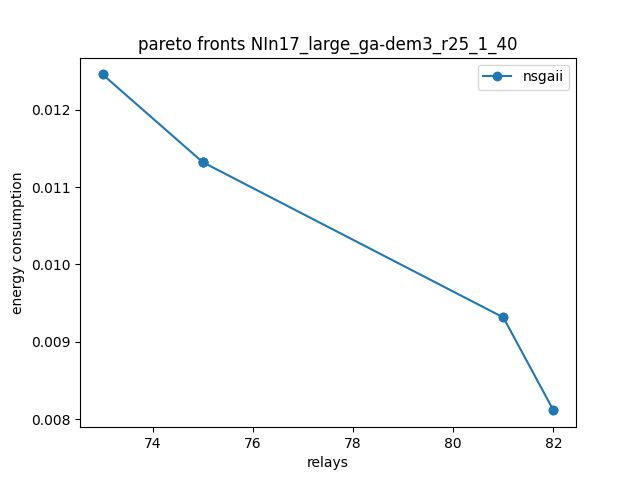 pareto fronts NIn17_large_ga-dem3_r25_1_40
nsgaii
energy consumption
0.012
0.011
0.010
0.009
0.008
74 76 78 80 82
relays